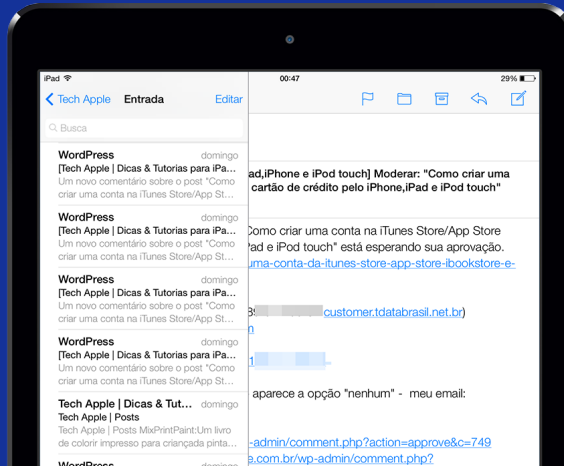 iPad
00:47
29%
Tech Apple
Entrada
Editar
Busca
WordPress domingo
[Tech Apple | Dicas & Tutorias para iPa...
Um novo comentário sobre o post "Como
criar uma conta na iTunes Store/App St...
WordPress domingo
[Tech Apple | Dicas & Tutorias para iPa...
Um novo comentário sobre o post "Como
criar uma conta na iTunes Store/App St...
WordPress domingo
[Tech Apple | Dicas & Tutorias para iPa...
Um novo comentário sobre o post "Como
criar uma conta na iTunes Store/App St...
WordPress domingo
[Tech Apple | Dicas & Tutorias para iPa...
Um novo comentário sobre o post "Como
criar uma conta na iTunes Store/App St...
Tech Apple | Dicas & Tut... domingo
Tech Apple | Posts
Tech Apple | Posts MixPrintPaint:Um livro
de colorir impresso para criançada pinta...
WordPress domingo
ad,iPhone e iPod touch] Moderar: "Como criar uma
cartão de crédito pelo iPhone,iPad e iPod touch"
Como criar uma conta na iTunes Store/App Store
Pad e iPod touch" está esperando sua aprovação.
uma-conta-da-itunes-store-app-store-ibookstore-e-
customer.tdatabrasil.net.br)
aparece a opção "nenhum" - meu email:
-admin/comment.php?action=approve&c=749
e.com.br/wp-admin/comment.php?